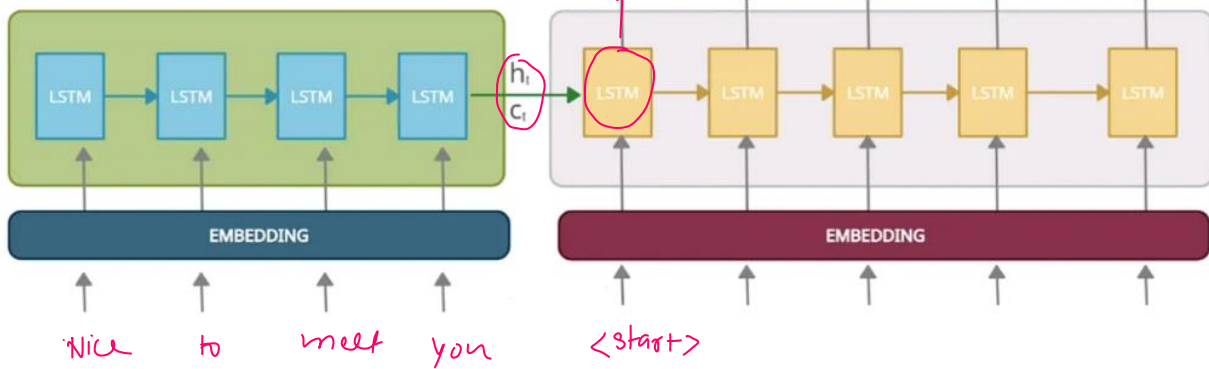 LSTM LSTM LSTM LSTM ht LSTM LSTM LSTM LSTM LSTM
ct
EMBEDDING EMBEDDING
Nice to meet you <start>